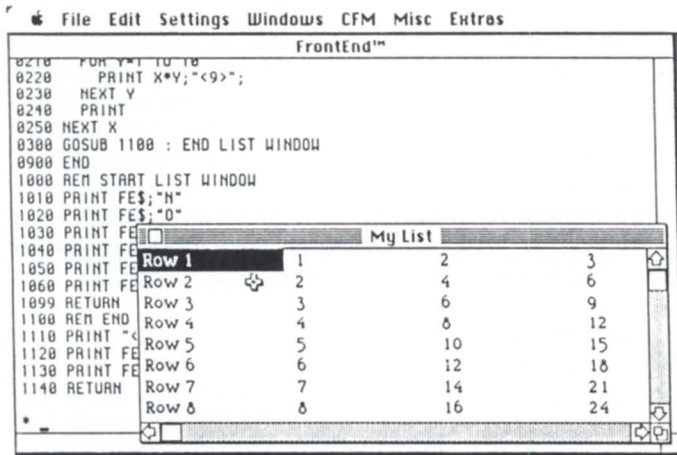 File Edit Settings Windows CFM Misc Extras
FrontEnd™
0210 FOR Y=1 TO 10
0220 PRINT X*Y;"<9>";
0230 NEXT Y
0240 PRINT
0250 NEXT X
0300 GOSUB 1100 : END LIST WINDOW
0900 END
1000 REM START LIST WINDOW
1010 PRINT FE$;"N"
1020 PRINT FE$;"O"
1030 PRINT FE
1040 PRINT FE
1050 PRINT FE
1060 PRINT FE
1099 RETURN
1100 REM END
1110 PRINT "<
1120 PRINT FE
1130 PRINT FE
1140 RETURN
*
My List
Row 1 1 2 3
Row 2 2 4 6
Row 3 3 6 9
Row 4 4 8 12
Row 5 5 10 15
Row 6 6 12 18
Row 7 7 14 21
Row 8 8 16 24